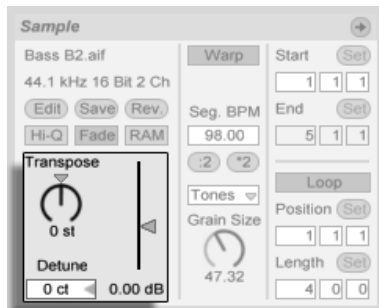 Sample
Bass B2.aif
44.1 kHz 16 Bit 2 Ch
Edit Save Rev.
Hi-Q Fade RAM
Transpose
0 st
Detune
0 ct 0.00 dB
Warp
Seg. BPM
98.00
:2 *2
Tones
Grain Size
47.32
Start Set
1 1 1
End Set
5 1 1
Loop
Position Set
1 1 1
Length Set
4 0 0